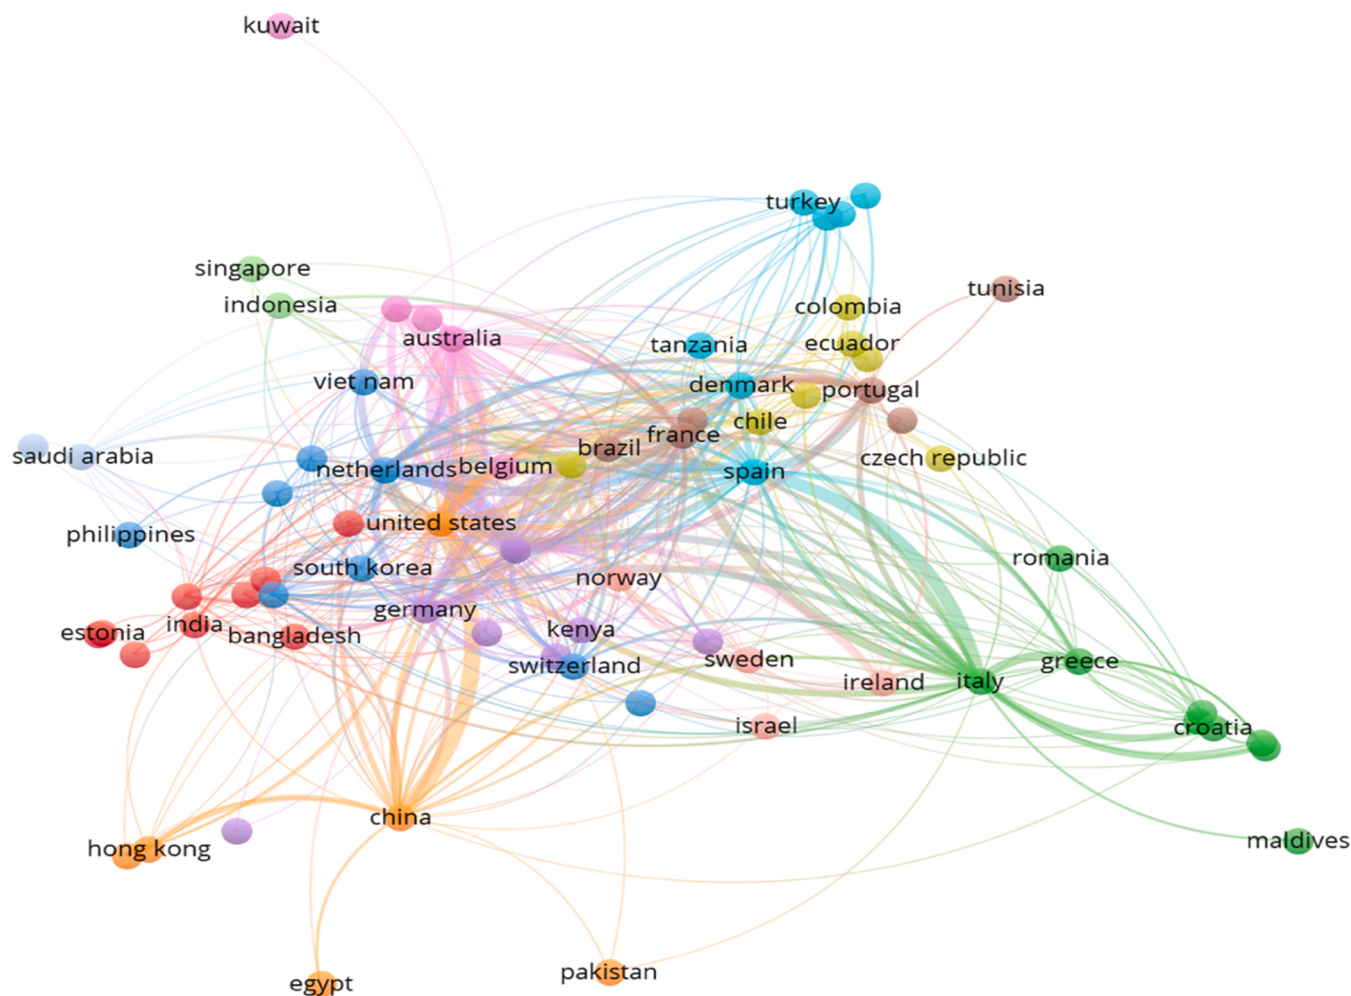 kuwait
turkey
singapore
tunisia
indonesia
colombia
australia
tanzania
ecuador
viet nam
denmark
portugal
chile
france
brazil
saudi arabia
netherlands
belgium
spain
czech republic
united states
philippines
romania
south korea
norway
germany
india
estonia
bangladesh
kenya
switzerland
sweden
greece
ireland
italy
israel
croatia
china
hong kong
maldives
pakistan
egypt